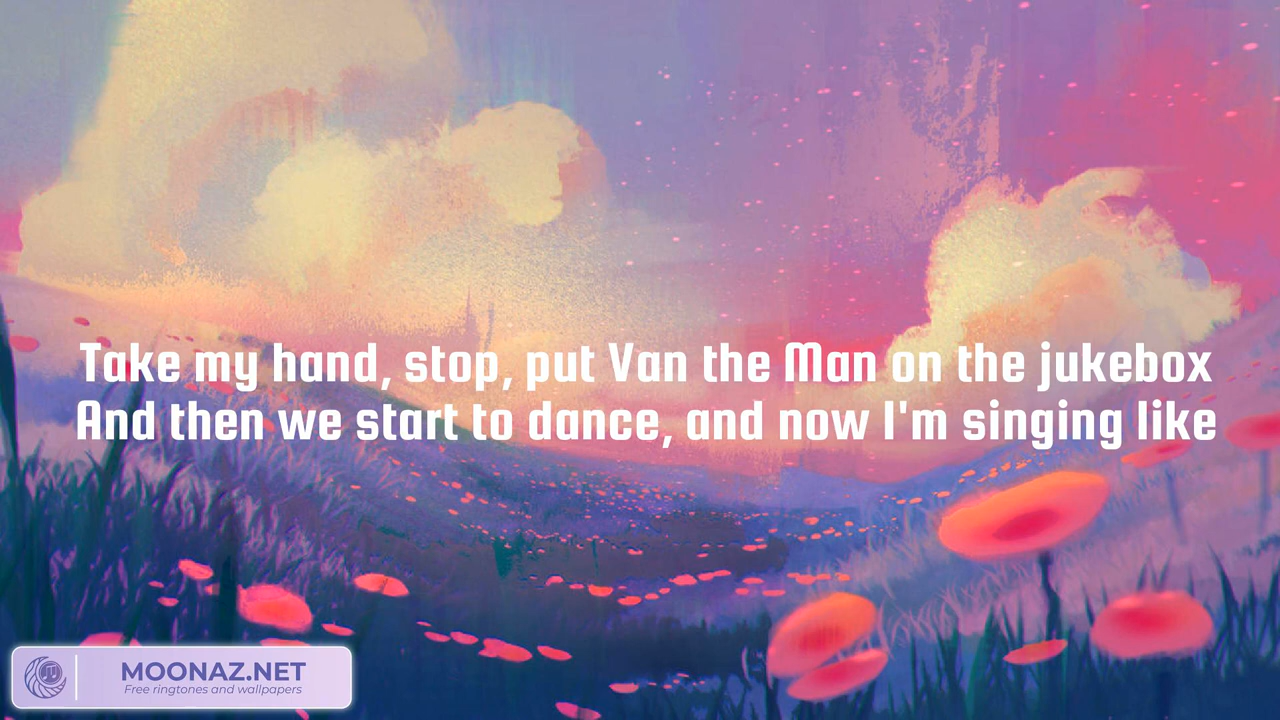 Take my hand, stop, put Van the Man on the jukebox
And then we start to dance, and now I'm singing like
MOONAZ.NET
Free ringtones and wallpapers